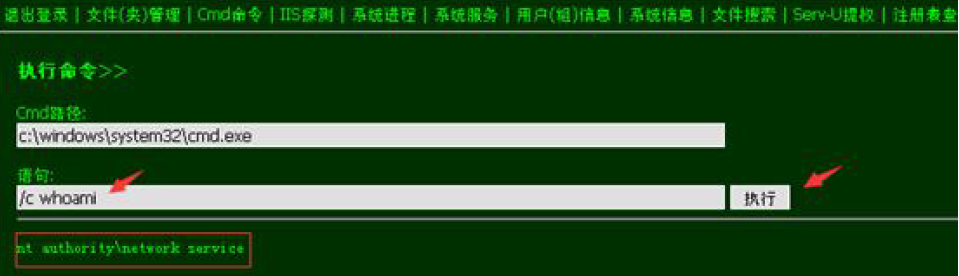 退出登录 | 文件(夹)管理 | Cmd命令 | IIS探测 | 系统进程 | 系统服务 | 用户(组)信息 | 系统信息 | 文件搜索 | Serv-U提权 | 注册表查
执行命令>>
Cmd路径:
c:\windows\system32\cmd.exe
语句:
/c whoami 执行
nt authority\network service